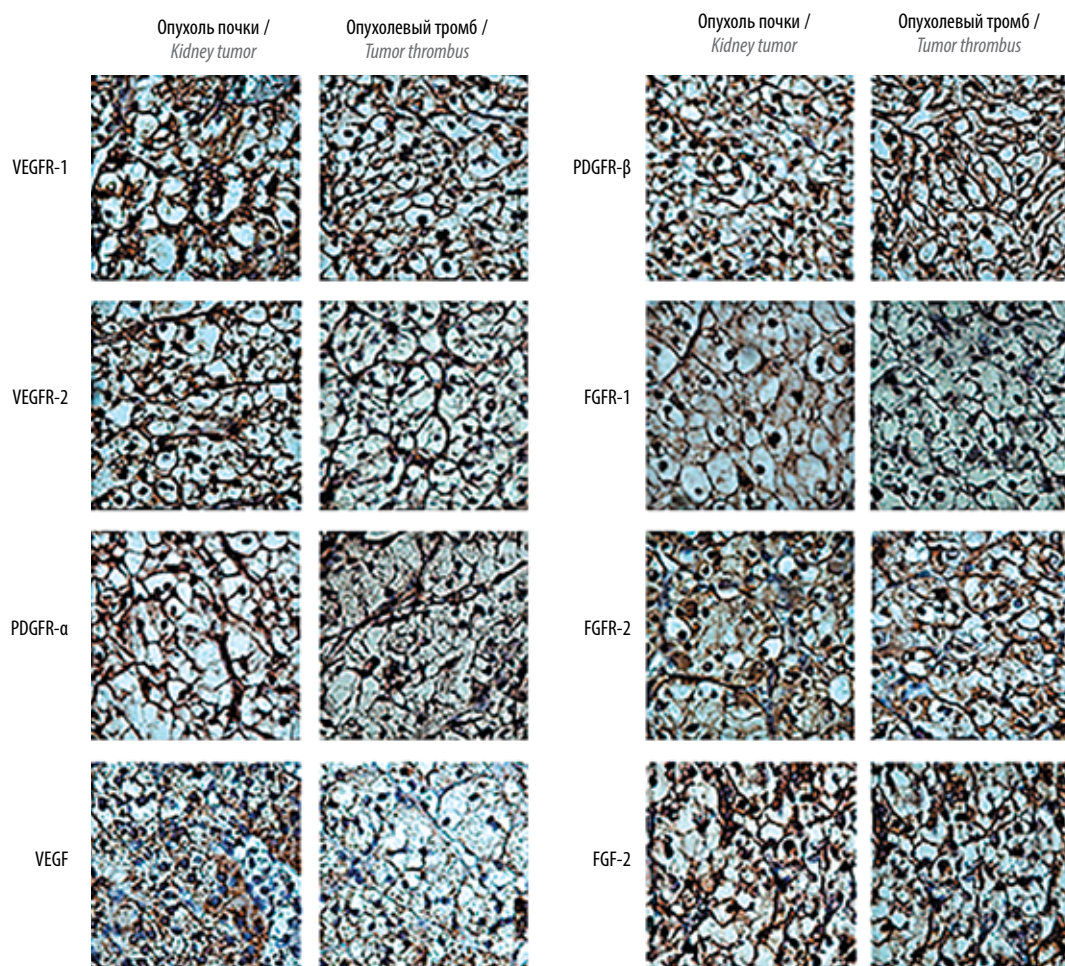 Опухоль почки /
Kidney tumor
Опухолевый тромб /
Tumor thrombus
VEGFR-1
VEGFR-2
PDGFR-α
VEGF
Опухоль почки /
Kidney tumor
Опухолевый тромб /
Tumor thrombus
PDGFR-β
FGFR-1
FGFR-2
FGF-2